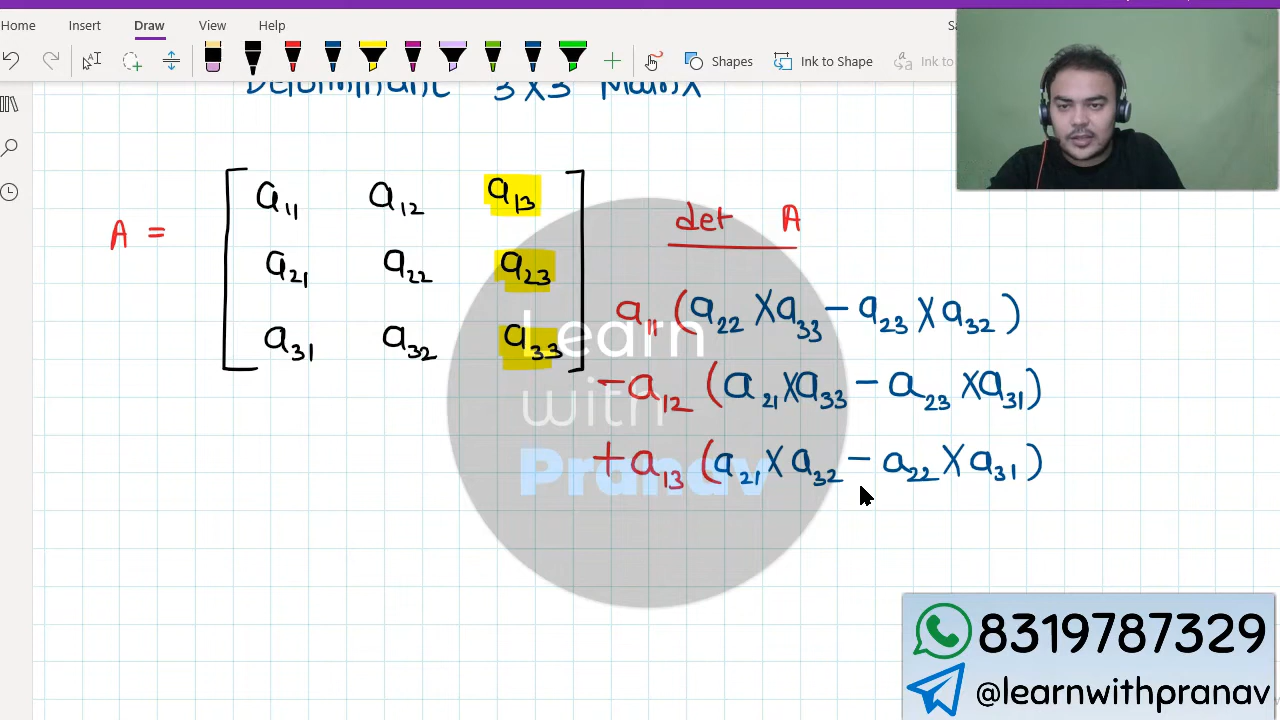 Home Insert Draw View Help
Shapes Ink to Shape Ink to
Determinant 3X3 Matrix
A = [ a11 a12 a13
a21 a22 a23
a31 a32 a33 ]
det A
a11 (a22 X a33 - a23 X a32)
- a12 (a21 X a33 - a23 X a31)
+ a13 (a21 X a32 - a22 X a31)
Learn
with
Pranav
8319787329
@learnwithpranav